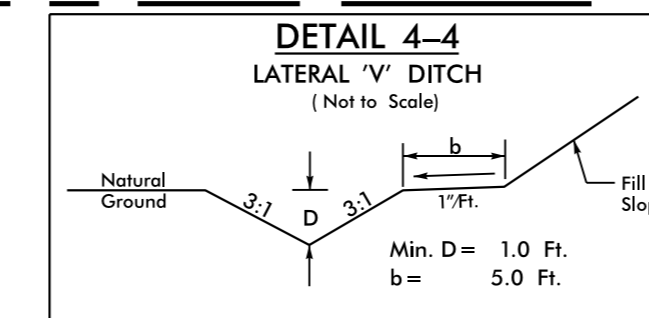 DETAIL 4–4
LATERAL 'V' DITCH
( Not to Scale)
b
Natural
Ground
3:1
D
3:1
1"/Ft.
Fill
Min. D = 1.0 Ft.
b = 5.0 Ft.